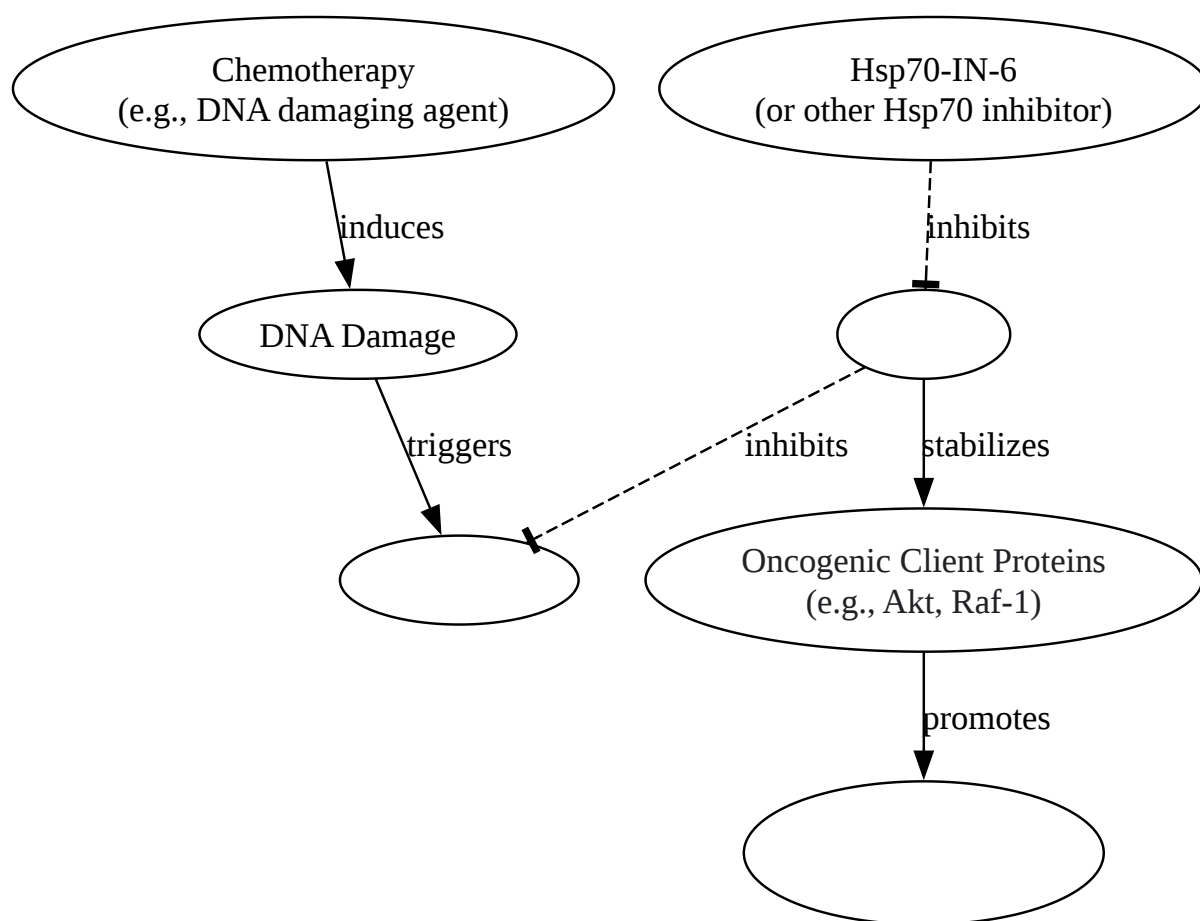 Chemotherapy
(e.g., DNA damaging agent)
Hsp70-IN-6
(or other Hsp70 inhibitor)
induces
inhibits
DNA Damage
triggers
inhibits
stabilizes
Oncogenic Client Proteins
(e.g., Akt, Raf-1)
promotes